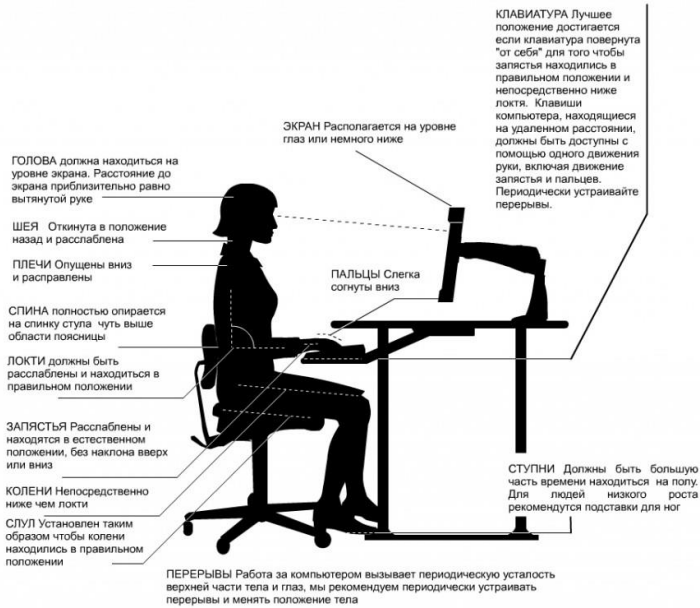 КЛАВИАТУРА Лучшее
положение достигается
если клавиатура повернута
"от себя" для того чтобы
запястья находились в
правильном положении и
непосредственно ниже
локтя. Клавиши
компьютера, находящиеся
на удаленном расстоянии,
должны быть доступны с
помощью одного движения
руки, включая движение
запястья и пальцев.
Периодически устраивайте
перерывы.
ЭКРАН Располагается на уровне
глаз или немного ниже
ГОЛОВА должна находиться на
уровне экрана. Расстояние до
экрана приблизительно равно
вытянутой руке
ШЕЯ Откинута в положение
назад и расслаблена
ПЛЕЧИ Опущены вниз
и расправлены
ПАЛЬЦЫ Слегка
согнуты вниз
СПИНА полностью опирается
на спинку стула чуть выше
области поясницы
ЛОКТИ должны быть
расслаблены и находиться в
правильном положении
ЗАПЯСТЬЯ Расслаблены и
находятся в естественном
положении, без наклона вверх
или вниз
КОЛЕНИ Непосредственно
ниже чем локти
СЛУЛ Установлен таким
образом чтобы колени
находились в правильном
положении
СТУПНИ Должны быть большую
часть времени находиться на полу.
Для людей низкого роста
рекомендутся подставки для ног
ПЕРЕРЫВЫ Работа за компьютером вызывает периодическую усталость
верхней части тела и глаз, мы рекомендуем периодически устраивать
перерывы и менять положение тела